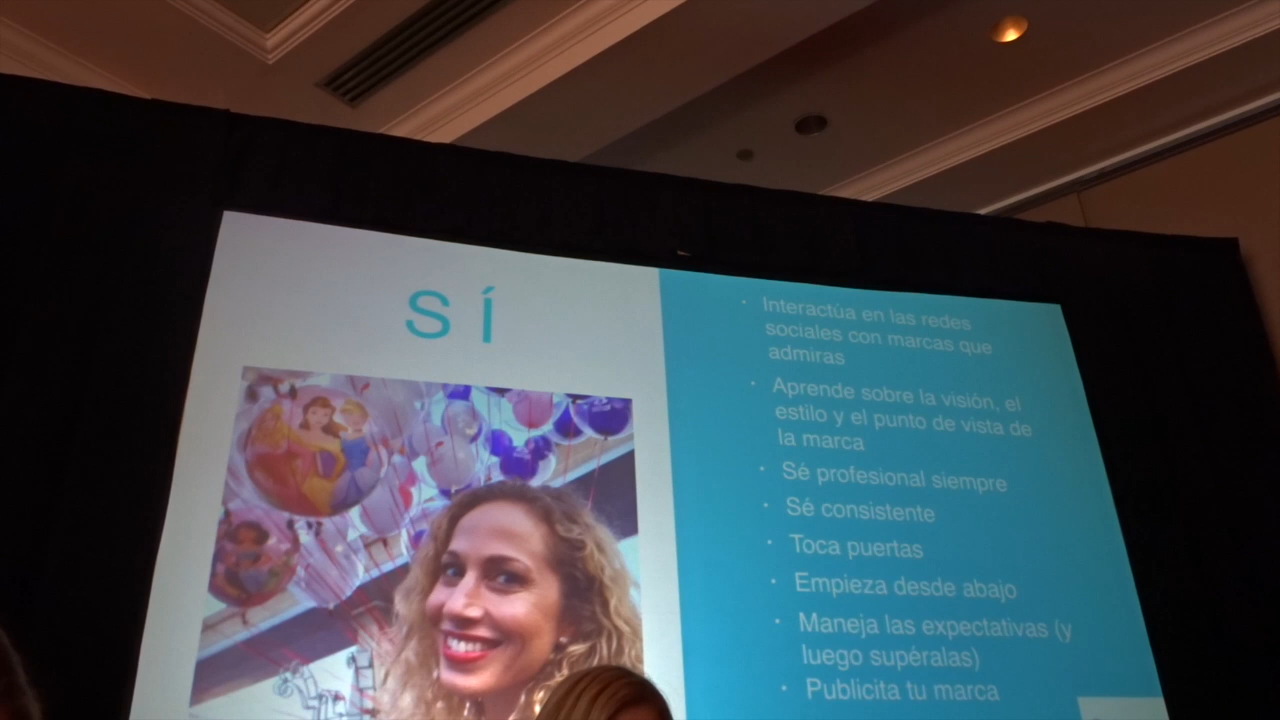 SÍ
· Interactúa en las redes
sociales con marcas que
admiras
· Aprende sobre la visión, el
estilo y el punto de vista de
la marca
· Sé profesional siempre
· Sé consistente
· Toca puertas
· Empieza desde abajo
· Maneja las expectativas (y
luego supéralas)
· Publicita tu marca